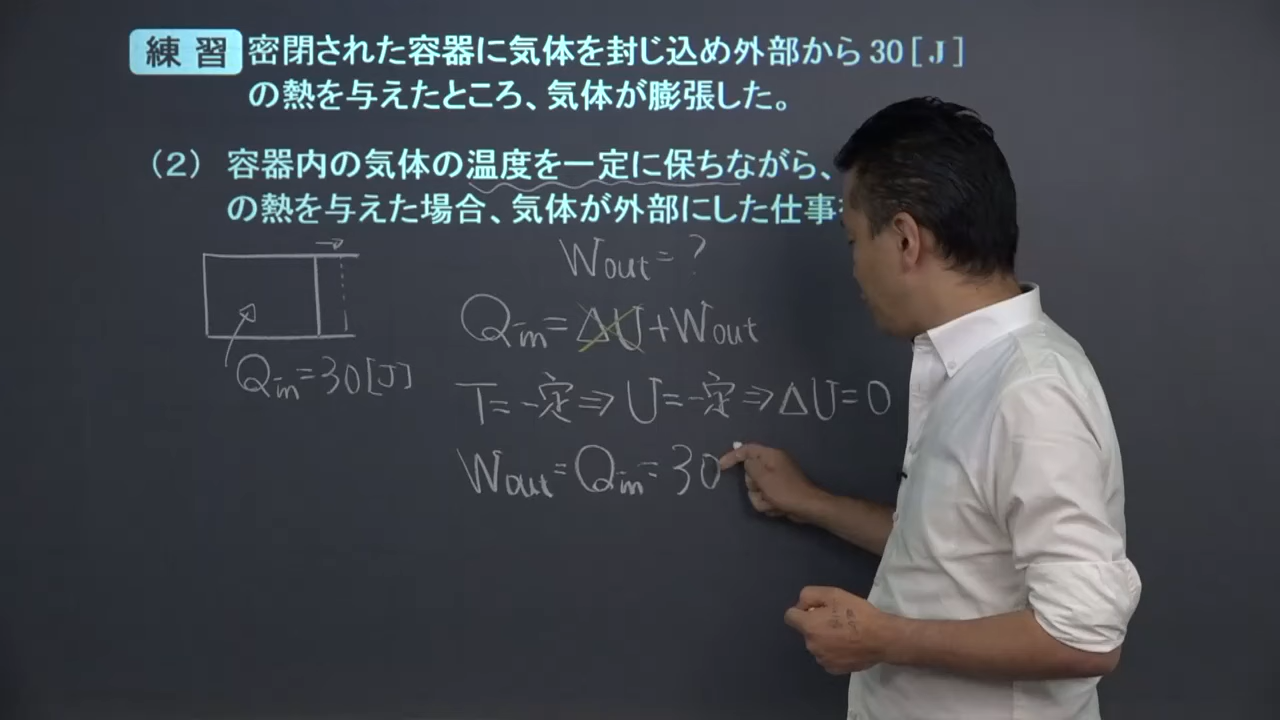 練習 密閉された容器に気体を封じ込め外部から30[J]
の熱を与えたところ、気体が膨張した。
(2) 容器内の気体の温度を一定に保ちながら、
の熱を与えた場合、気体が外部にした仕事
Wout=?
Qin=ΔU+Wout
Qin=30[J]
T=一定⇒U=一定⇒ΔU=0
Wout=Qin=30